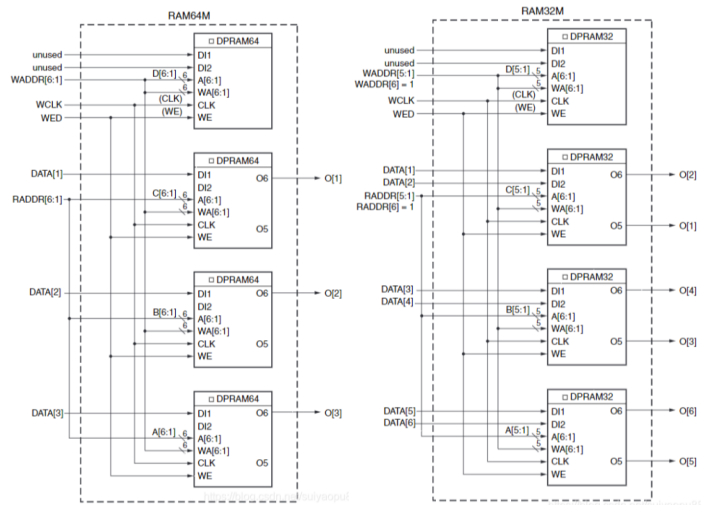 RAM64M
□ DPRAM64
unused
DI1
unused
DI2
WADDR[6:1]
D[6:1]
6
A[6:1]
6
WA[6:1]
WCLK
(CLK)
CLK
WED
(WE)
WE
□ DPRAM64
DATA[1]
DI1
O6
O[1]
DI2
RADDR[6:1]
C[6:1]
6
A[6:1]
6
WA[6:1]
CLK
O5
WE
□ DPRAM64
DATA[2]
DI1
O6
O[2]
DI2
B[6:1]
6
A[6:1]
6
WA[6:1]
CLK
O5
WE
□ DPRAM64
DATA[3]
DI1
O6
O[3]
DI2
A[6:1]
6
A[6:1]
6
WA[6:1]
CLK
O5
WE
RAM32M
□ DPRAM32
unused
DI1
unused
DI2
WADDR[5:1]
D[5:1]
5
A[6:1]
WADDR[6] = 1
5
WA[6:1]
WCLK
(CLK)
CLK
WED
(WE)
WE
□ DPRAM32
DATA[1]
DI1
O6
O[2]
DATA[2]
DI2
RADDR[5:1]
C[5:1]
5
A[6:1]
RADDR[6] = 1
5
WA[6:1]
CLK
O5
O[1]
WE
□ DPRAM32
DATA[3]
DI1
O6
O[4]
DATA[4]
DI2
B[5:1]
5
A[6:1]
5
WA[6:1]
CLK
O5
O[3]
WE
□ DPRAM32
DATA[5]
DI1
O6
O[6]
DATA[6]
DI2
A[5:1]
5
A[6:1]
5
WA[6:1]
CLK
O5
O[5]
WE